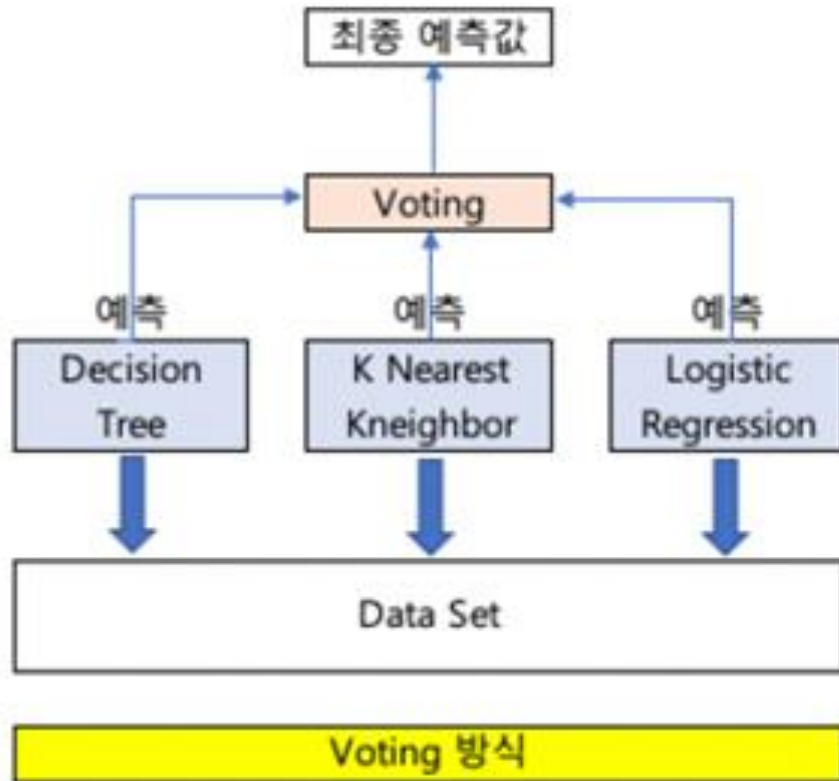 최종 예측값
Voting
예측 예측 예측
Decision Tree
K Nearest Kneighbor
Logistic Regression
Data Set
Voting 방식